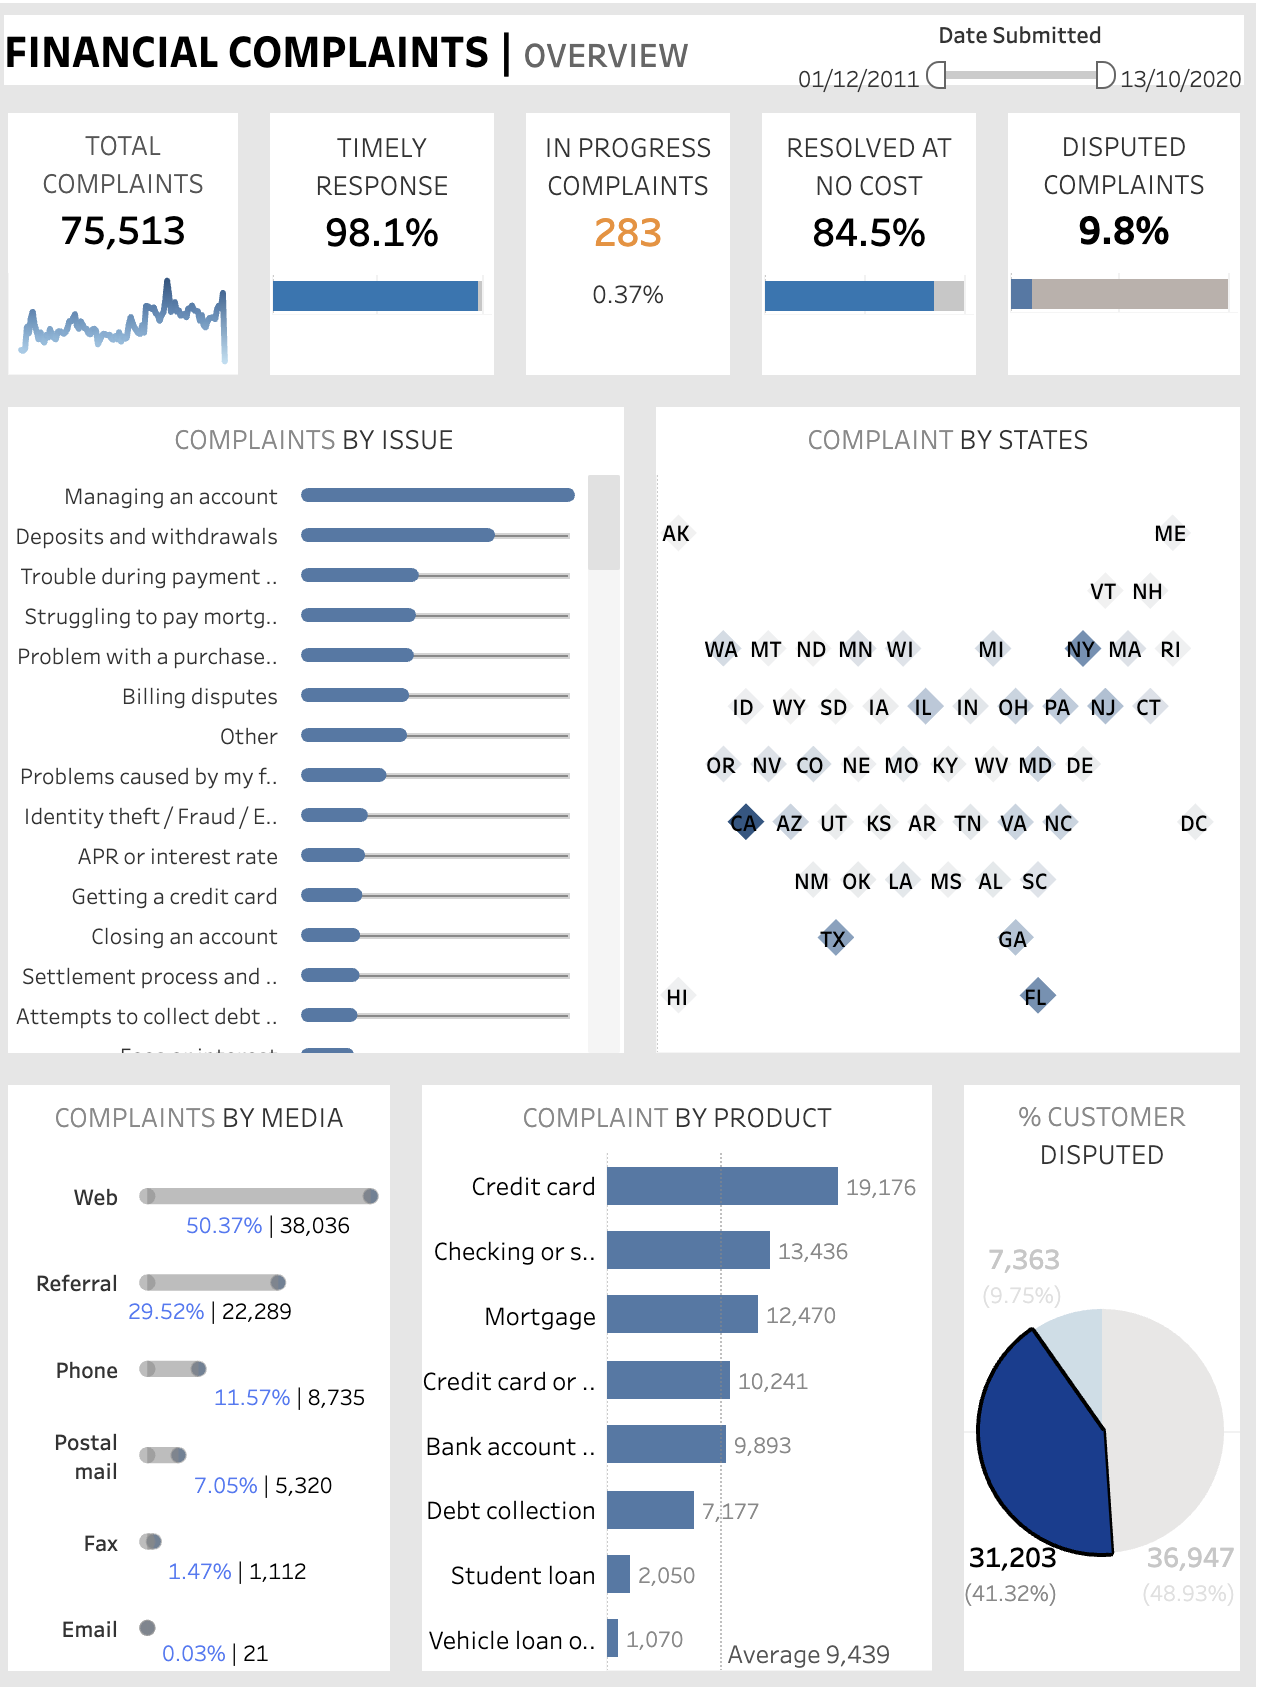 FINANCIAL COMPLAINTS | OVERVIEW
Date Submitted
01/12/2011
13/10/2020
TOTAL
COMPLAINTS
75,513
TIMELY
RESPONSE
98.1%
IN PROGRESS
COMPLAINTS
283
0.37%
RESOLVED AT
NO COST
84.5%
DISPUTED
COMPLAINTS
9.8%
COMPLAINTS BY ISSUE
Managing an account
Deposits and withdrawals
Trouble during payment ..
Struggling to pay mortg..
Problem with a purchase..
Billing disputes
Other
Problems caused by my f..
Identity theft / Fraud / E..
APR or interest rate
Getting a credit card
Closing an account
Settlement process and ..
Attempts to collect debt ..
COMPLAINT BY STATES
AK ME
VT NH
WA MT ND MN WI MI NY MA RI
ID WY SD IA IL IN OH PA NJ CT
OR NV CO NE MO KY WV MD DE
CA AZ UT KS AR TN VA NC DC
NM OK LA MS AL SC
TX GA
HI FL
COMPLAINTS BY MEDIA
Web
50.37% | 38,036
Referral
29.52% | 22,289
Phone
11.57% | 8,735
Postal
mail
7.05% | 5,320
Fax
1.47% | 1,112
Email
0.03% | 21
COMPLAINT BY PRODUCT
Credit card 19,176
Checking or s.. 13,436
Mortgage 12,470
Credit card or .. 10,241
Bank account .. 9,893
Debt collection 7,177
Student loan 2,050
Vehicle loan o.. 1,070
Average 9,439
% CUSTOMER
DISPUTED
7,363
(9.75%)
31,203
(41.32%)
36,947
(48.93%)